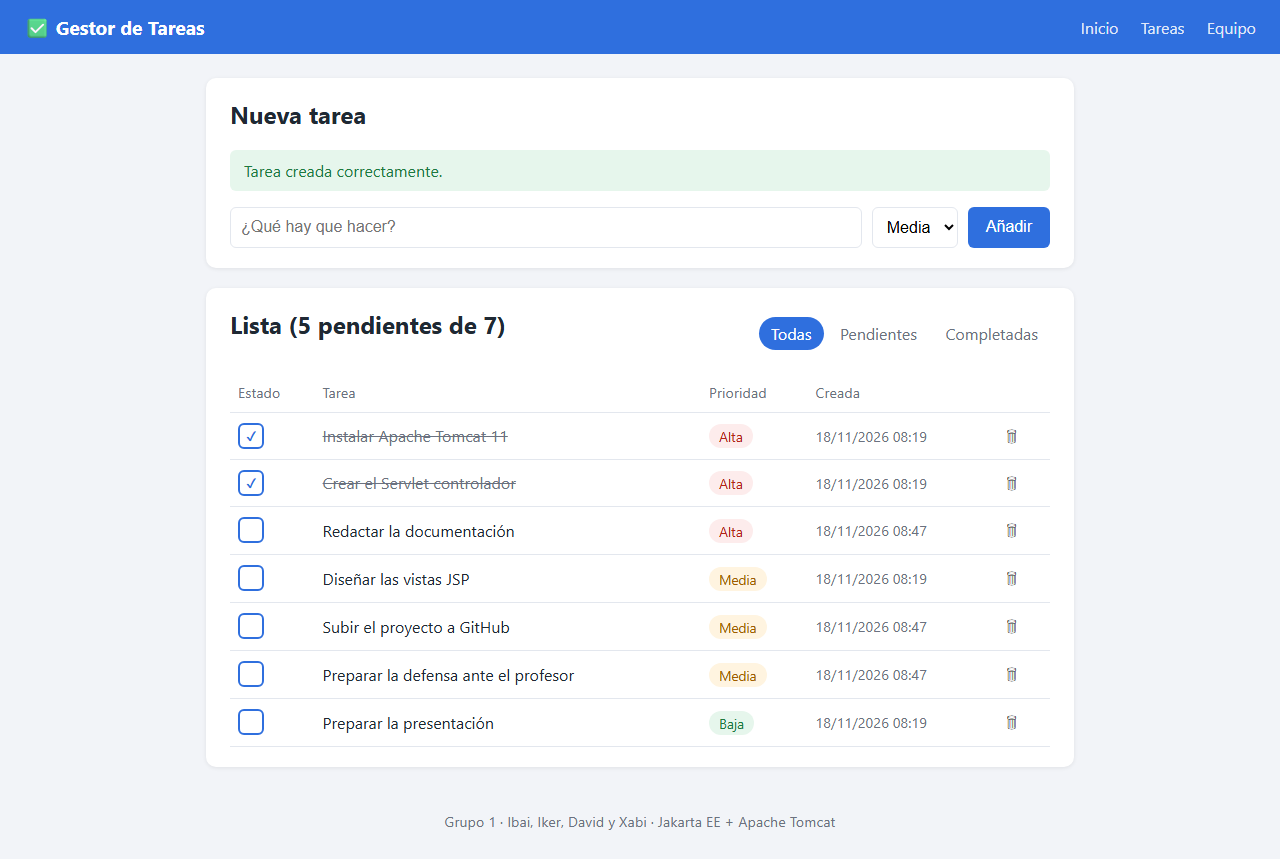 Gestor de Tareas
Inicio Tareas Equipo
Nueva tarea
Tarea creada correctamente.
¿Qué hay que hacer? Media Añadir
Lista (5 pendientes de 7)
Todas Pendientes Completadas
Estado Tarea Prioridad Creada
Instalar Apache Tomcat 11 Alta 18/11/2026 08:19
Crear el Servlet controlador Alta 18/11/2026 08:19
Redactar la documentación Alta 18/11/2026 08:47
Diseñar las vistas JSP Media 18/11/2026 08:19
Subir el proyecto a GitHub Media 18/11/2026 08:47
Preparar la defensa ante el profesor Media 18/11/2026 08:47
Preparar la presentación Baja 18/11/2026 08:19
Grupo 1 · Ibai, Iker, David y Xabi · Jakarta EE + Apache Tomcat